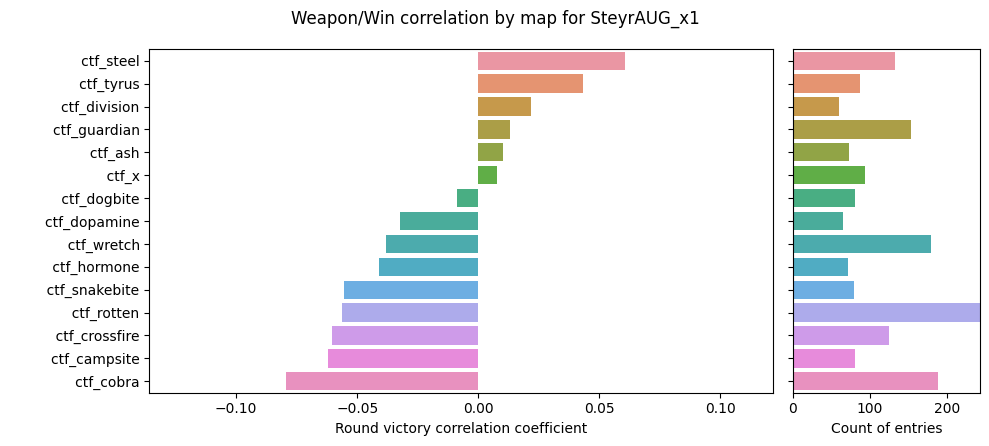 Weapon/Win correlation by map for SteyrAUG_x1
ctf_steel
ctf_tyrus
ctf_division
ctf_guardian
ctf_ash
ctf_x
ctf_dogbite
ctf_dopamine
ctf_wretch
ctf_hormone
ctf_snakebite
ctf_rotten
ctf_crossfire
ctf_campsite
ctf_cobra
−0.10 −0.05 0.00 0.05 0.10 0 100 200
Round victory correlation coefficient Count of entries